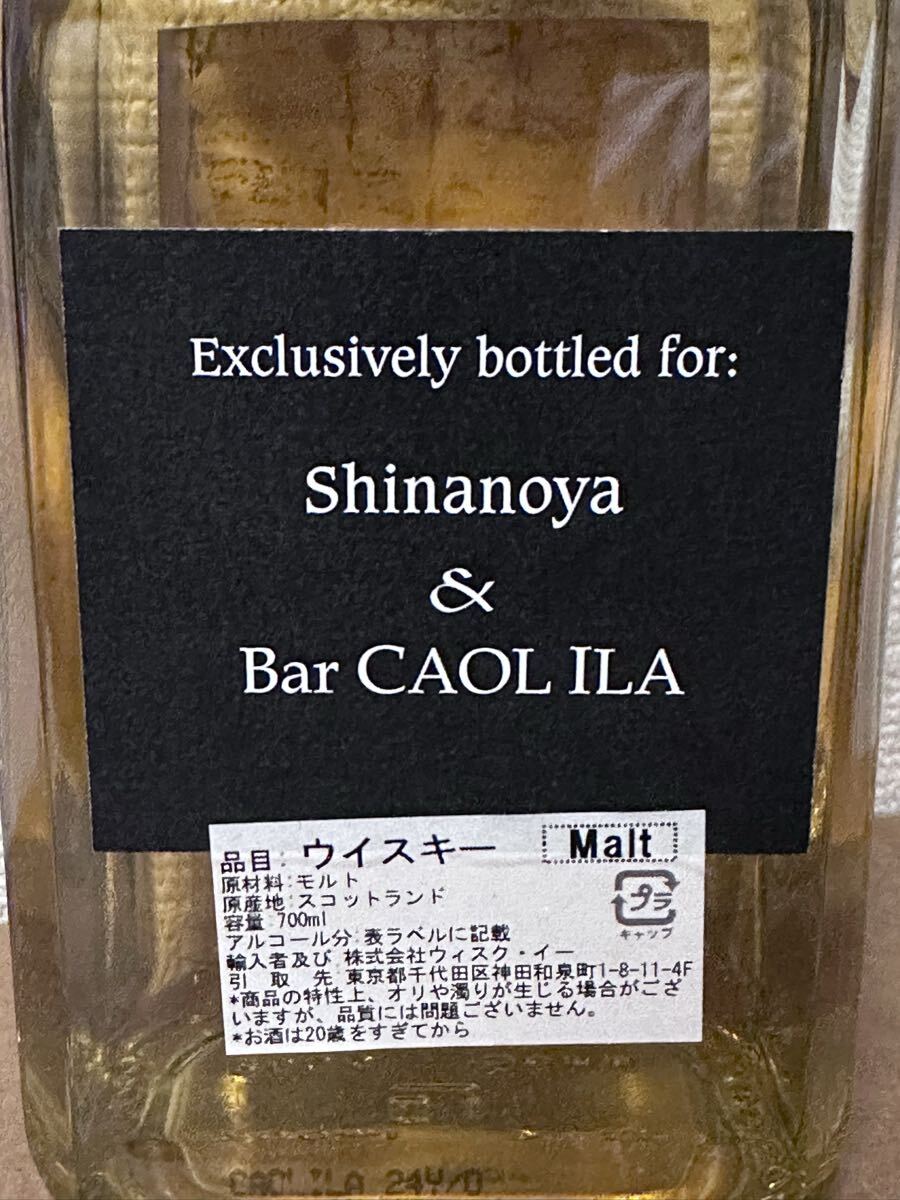 Exclusively bottled for:
Shinanoya
&
Bar CAOL ILA
品目: ウイスキー Malt
原材料:モルト
原産地:スコットランド
容量:700ml
アルコール分:表ラベルに記載
輸入者及び 株式会社ウィスク・イー
引取先:東京都千代田区神田和泉町1-8-11-4F
*商品の特性上、オリや濁りが生じる場合がござ
いますが、品質には問題ございません。
*お酒は20歳をすぎてから
プラ
キャップ
CAOL ILA 24Y/O